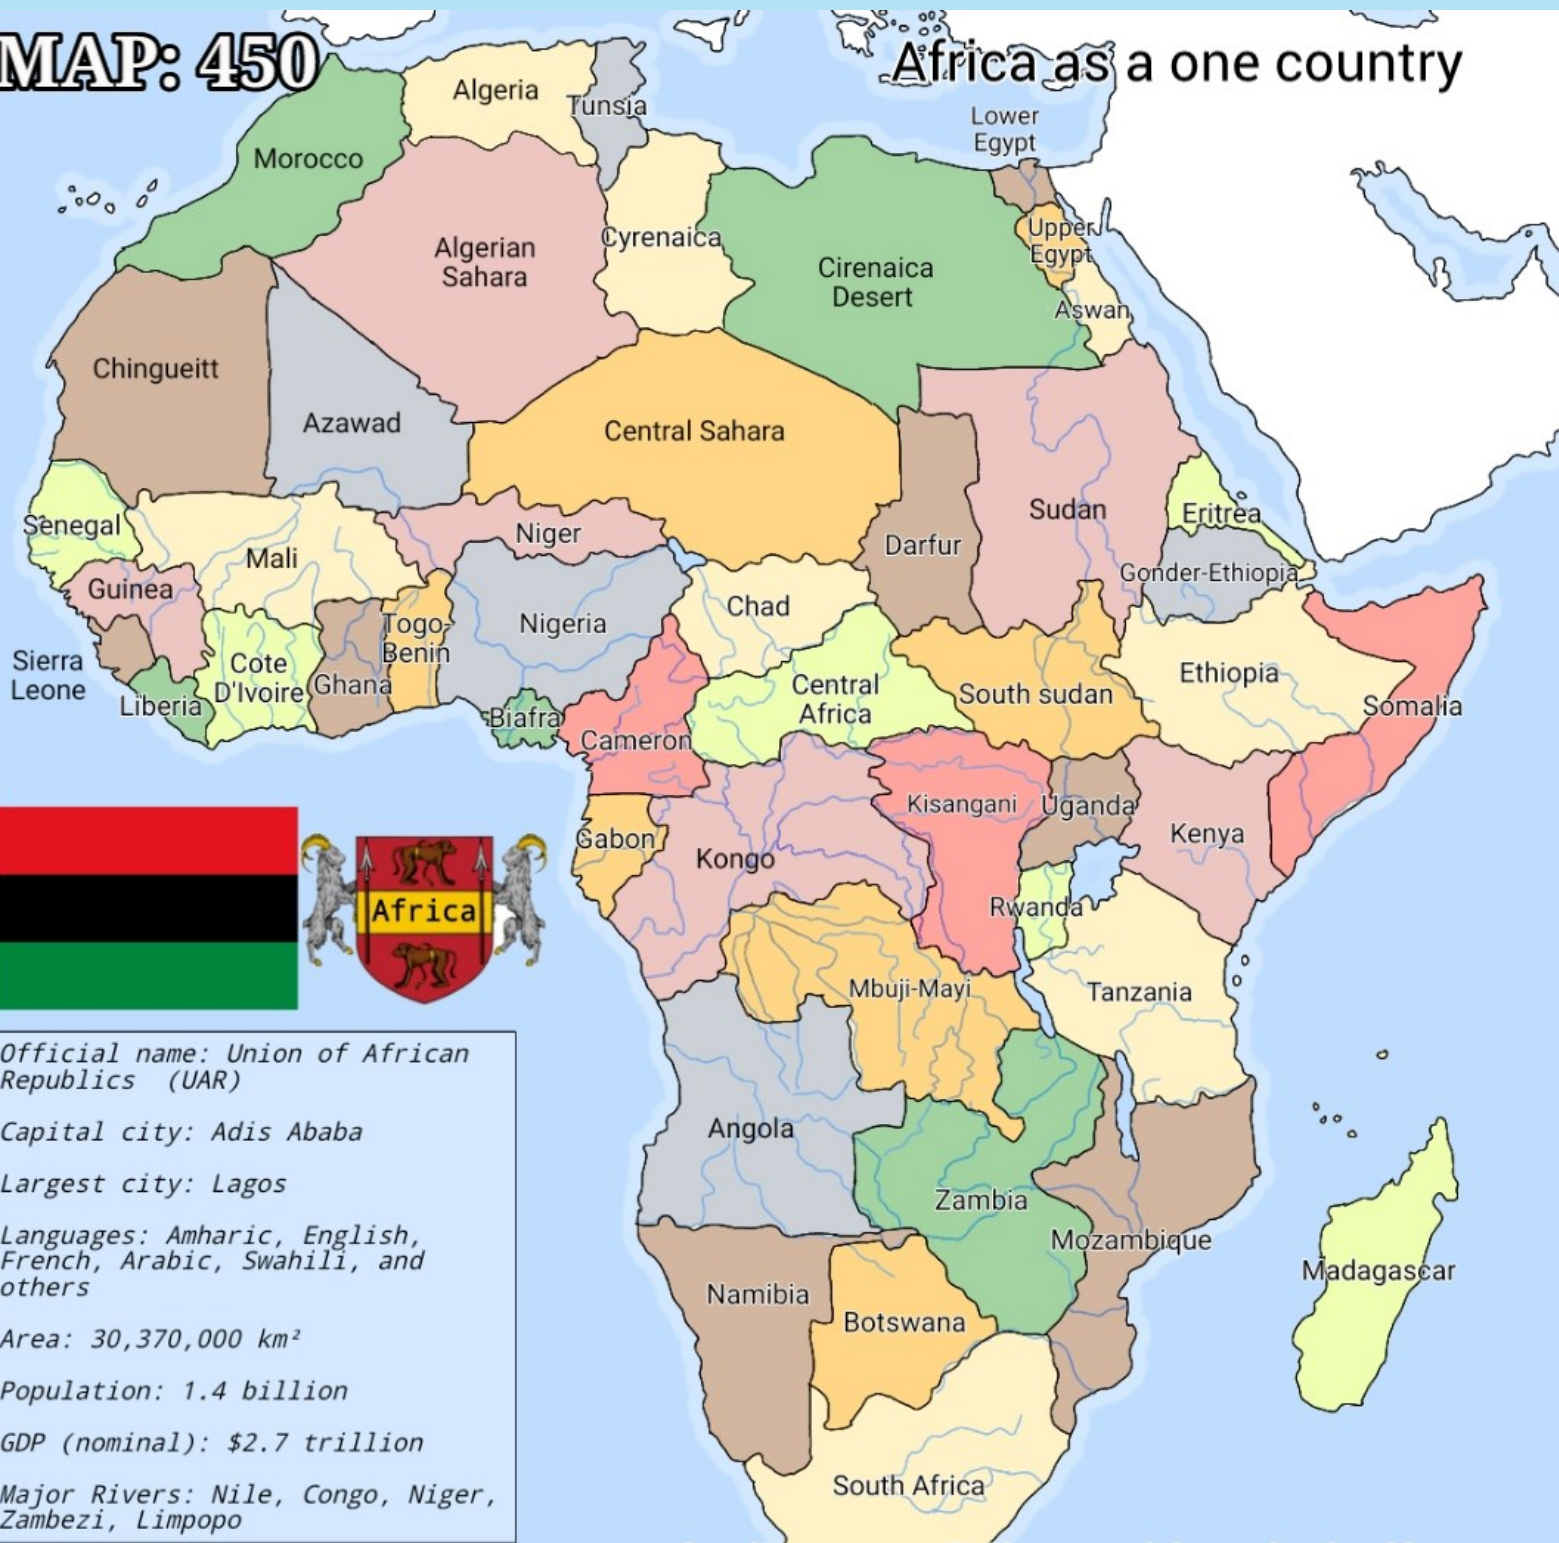 MAP: 450
Africa as a one country
Algeria
Tunsia
Lower
Egypt
Morocco
Algerian
Sahara
Cyrenaica
Cirenaica
Desert
Upper
Egypt
Aswan
Chingueitt
Azawad
Central Sahara
Senegal
Mali
Niger
Darfur
Sudan
Eritrea
Gonder-Ethiopia
Guinea
Togo-
Benin
Nigeria
Chad
Sierra
Leone
Liberia
Cote
D'Ivoire
Ghana
Biafra
Cameron
Central
Africa
South sudan
Ethiopia
Somalia
Gabon
Kongo
Kisangani
Uganda
Kenya
Rwanda
Africa
Mbuji-Mayi
Tanzania
Angola
Zambia
Mozambique
Madagascar
Namibia
Botswana
South Africa
Official name: Union of African
Republics (UAR)
Capital city: Adis Ababa
Largest city: Lagos
Languages: Amharic, English,
French, Arabic, Swahili, and
others
Area: 30,370,000 km²
Population: 1.4 billion
GDP (nominal): $2.7 trillion
Major Rivers: Nile, Congo, Niger,
Zambezi, Limpopo